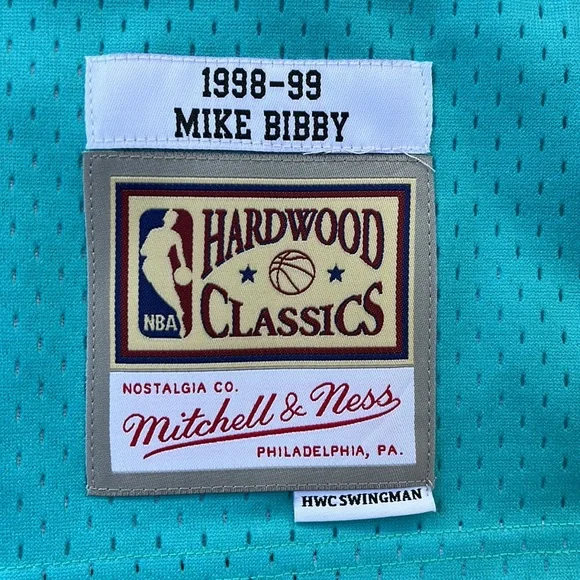 1998-99
MIKE BIBBY
HARDWOOD
CLASSICS
NBA
NOSTALGIA CO.
Mitchell & Ness
PHILADELPHIA, PA.
HWC SWINGMAN